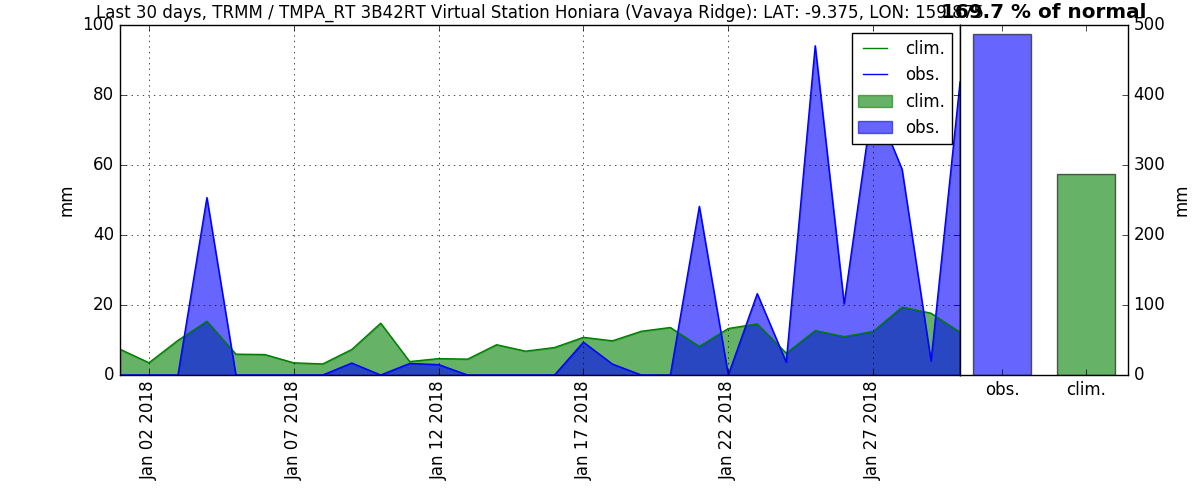 Last 30 days, TRMM / TMPA_RT 3B42RT Virtual Station Honiara (Vavaya Ridge): LAT: -9.375, LON:
169.7 % of normal
100
80
60
40
20
0
mm
clim.
obs.
clim.
obs.
500
400
300
200
100
0
mm
obs.
clim.
Jan 02 2018
Jan 07 2018
Jan 12 2018
Jan 17 2018
Jan 22 2018
Jan 27 2018